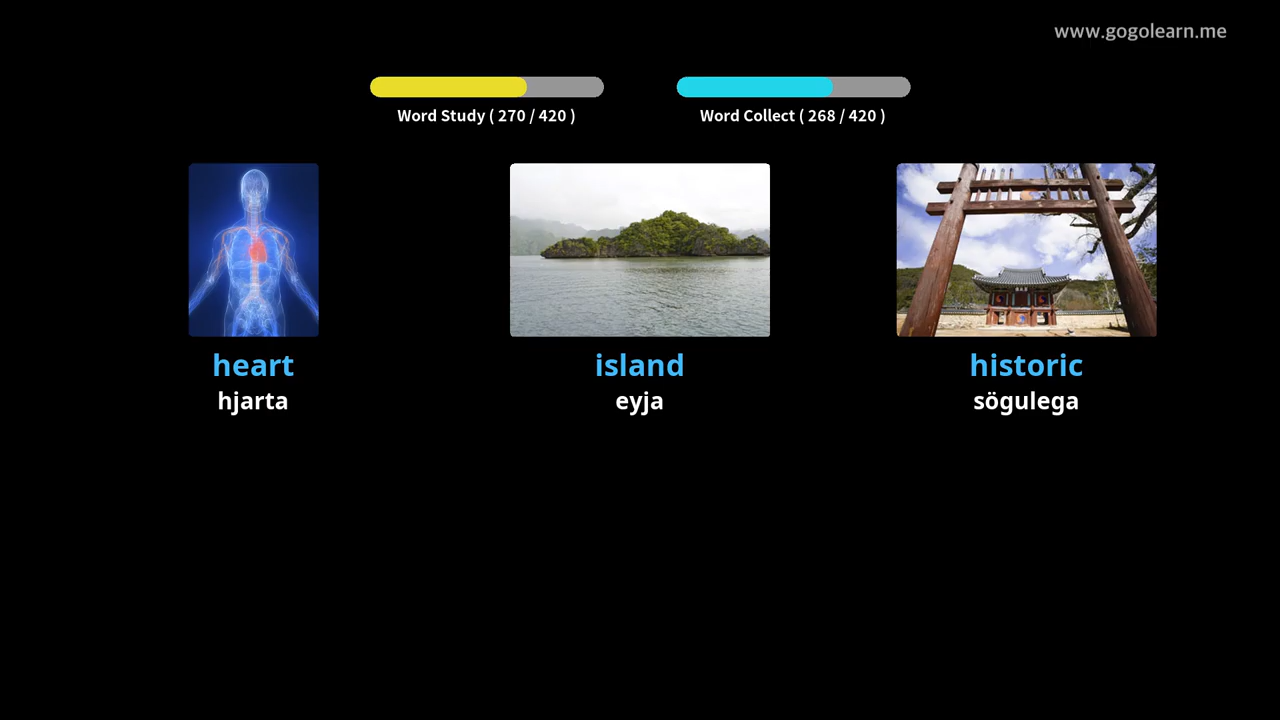 www.gogolearn.me
Word Study ( 270 / 420 )
Word Collect ( 268 / 420 )
heart
hjarta
island
eyja
historic
sögulega